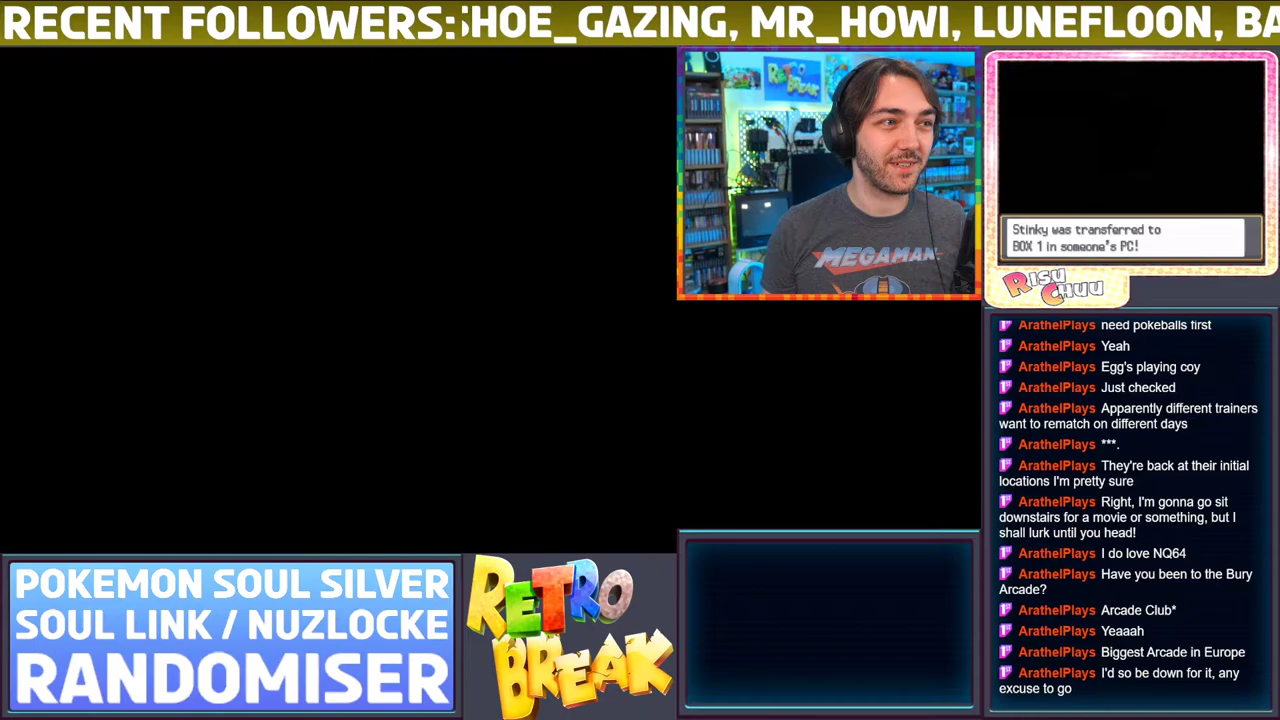 RECENT FOLLOWERS: SHOE_GAZING, MR_HOWI, LUNEFLOON, BA
RETRO
BREAK
MEGAMAN
Stinky was transferred to
BOX 1 in someone's PC!
RISU
CHUU
ArathelPlays need pokeballs first
ArathelPlays Yeah
ArathelPlays Egg's playing coy
ArathelPlays Just checked
ArathelPlays Apparently different trainers
want to rematch on different days
ArathelPlays ***.
ArathelPlays They're back at their initial
locations I'm pretty sure
ArathelPlays Right, I'm gonna go sit
downstairs for a movie or something, but I
shall lurk until you head!
ArathelPlays I do love NQ64
ArathelPlays Have you been to the Bury
Arcade?
ArathelPlays Arcade Club*
ArathelPlays Yeaaah
ArathelPlays Biggest Arcade in Europe
ArathelPlays I'd so be down for it, any
excuse to go
POKEMON SOUL SILVER
SOUL LINK / NUZLOCKE
RANDOMISER
RETRO
BREAK